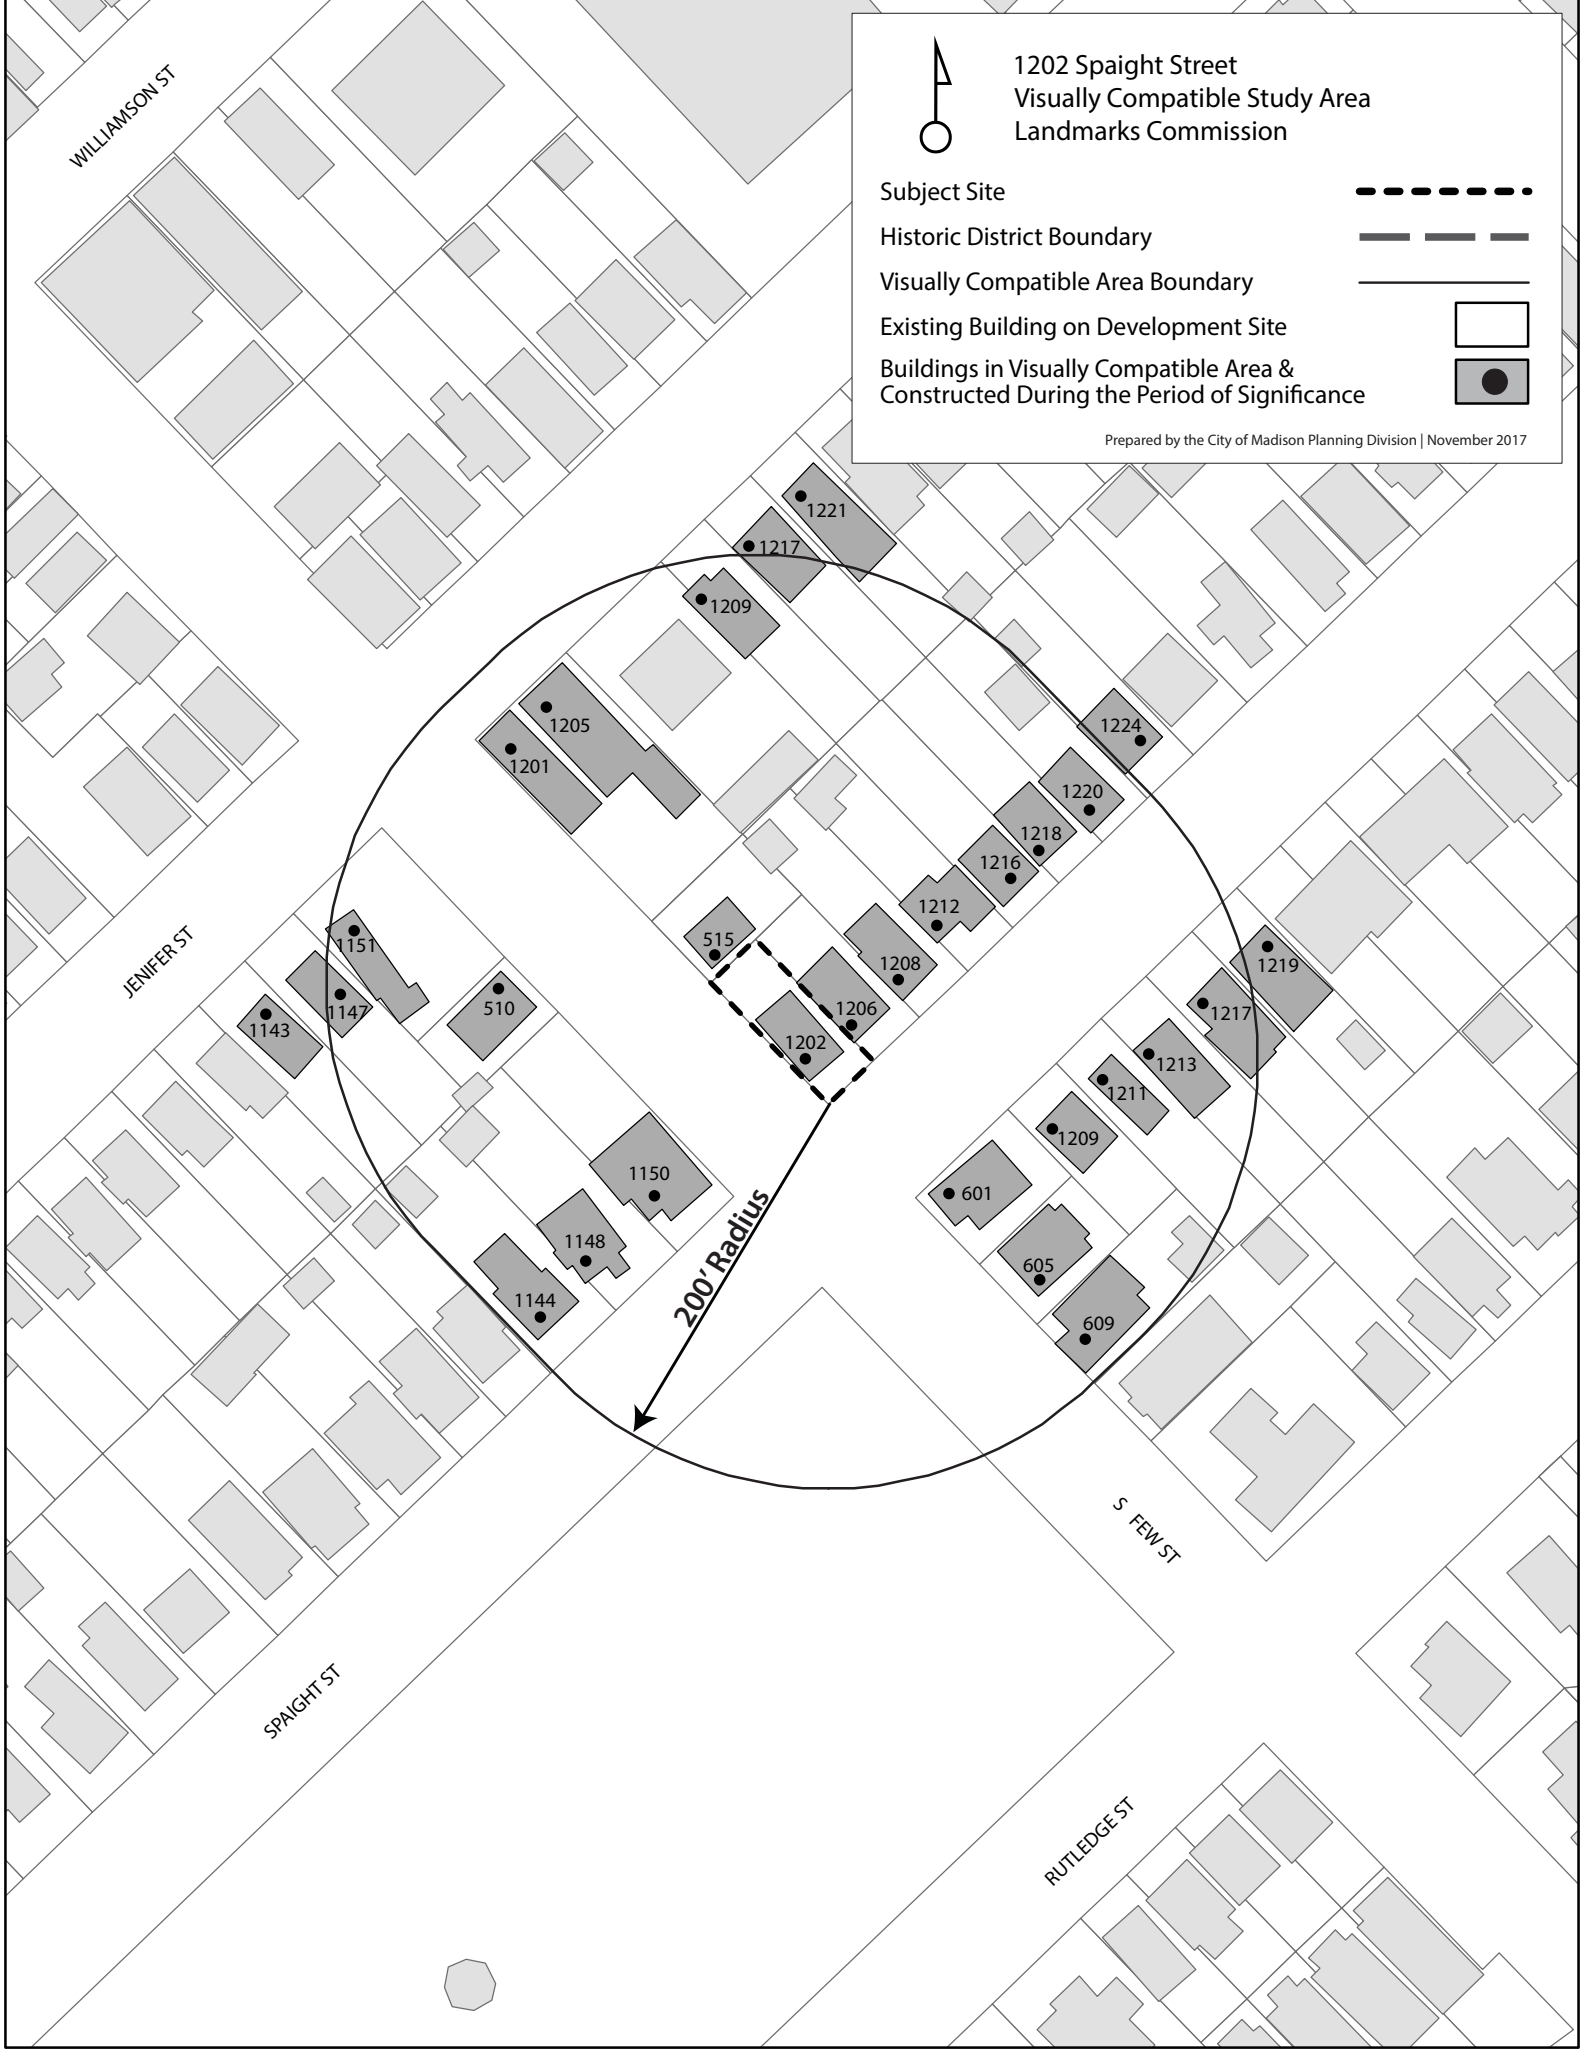 1202 Spaight Street
Visually Compatible Study Area
Landmarks Commission
Subject Site
Historic District Boundary
Visually Compatible Area Boundary
Existing Building on Development Site
Buildings in Visually Compatible Area &
Constructed During the Period of Significance
Prepared by the City of Madison Planning Division | November 2017
WILLIAMSON ST
1221
1217
1209
1205
1201
1224
1220
1218
1216
1212
515
1208
1206
1202
JENIFER ST
1151
1147
1143
510
1219
1217
1213
1211
1209
601
605
609
1150
1148
1144
200' Radius
S FEW ST
SPAIGHT ST
RUTLEDGE ST